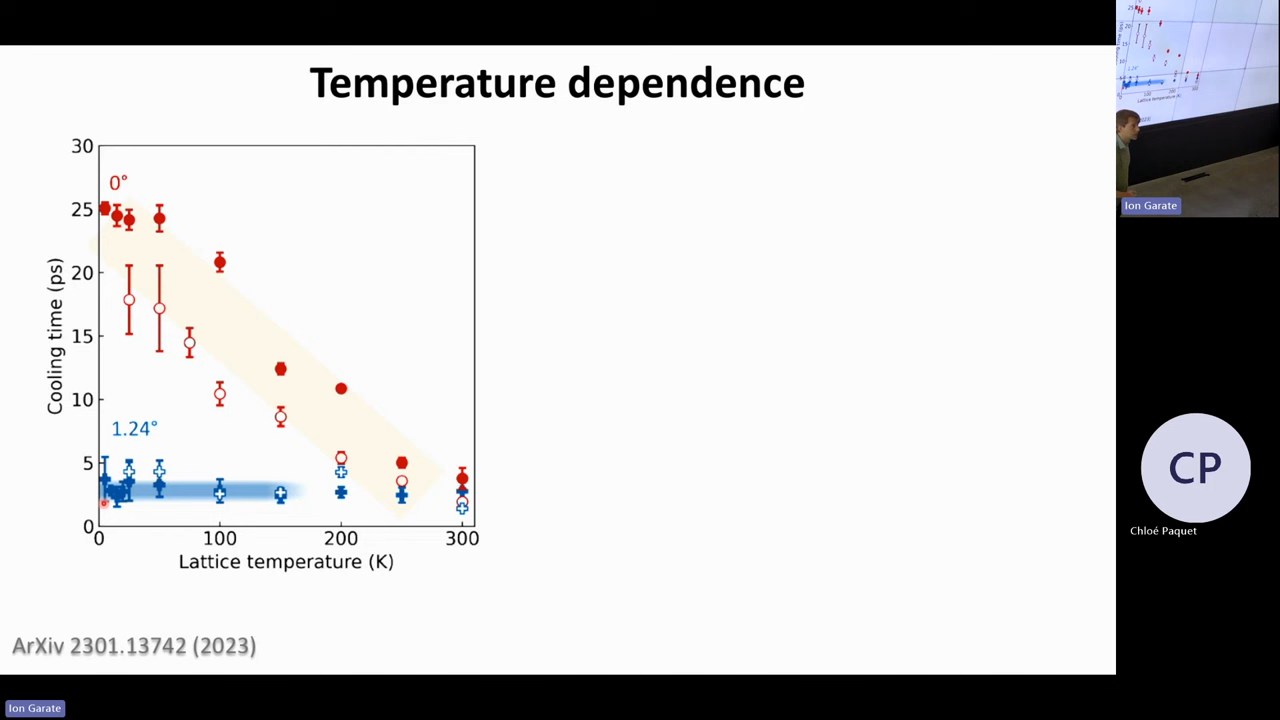 Temperature dependence
30
25
20
15
10
5
0
Cooling time (ps)
0°
1.24°
0
100
200
300
Lattice temperature (K)
ArXiv 2301.13742 (2023)
Ion Garate
Ion Garate
CP
Chloé Paquet